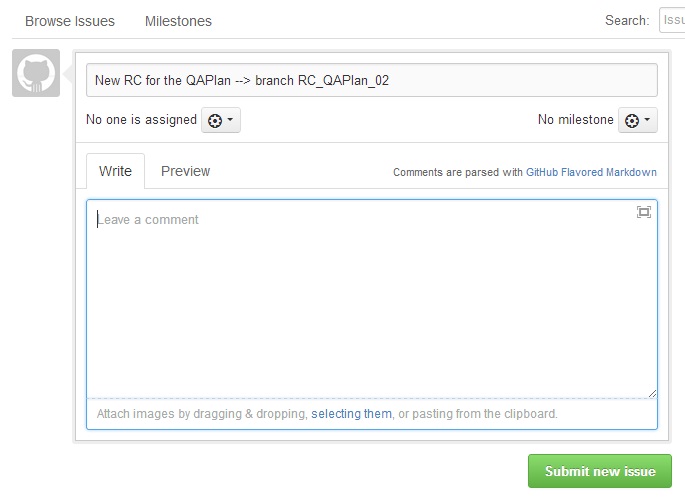 Browse Issues Milestones Search: Issu
New RC for the QAPlan --> branch RC_QAPlan_02
No one is assigned No milestone
Write Preview Comments are parsed with GitHub Flavored Markdown
Leave a comment
Attach images by dragging & dropping, selecting them, or pasting from the clipboard.
Submit new issue